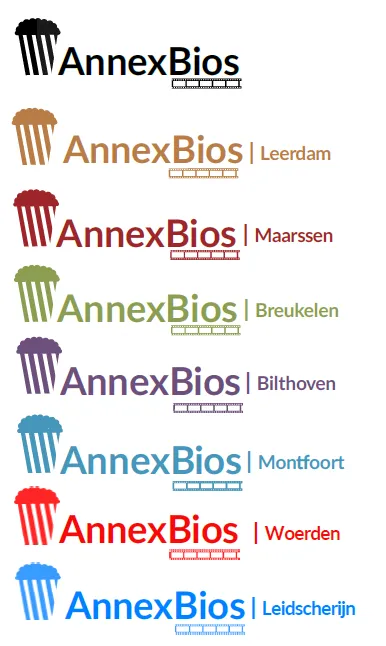 AnnexBios
AnnexBios | Leerdam
AnnexBios | Maarssen
AnnexBios | Breukelen
AnnexBios | Bilthoven
AnnexBios | Montfoort
AnnexBios | Woerden
AnnexBios | Leidscherijn